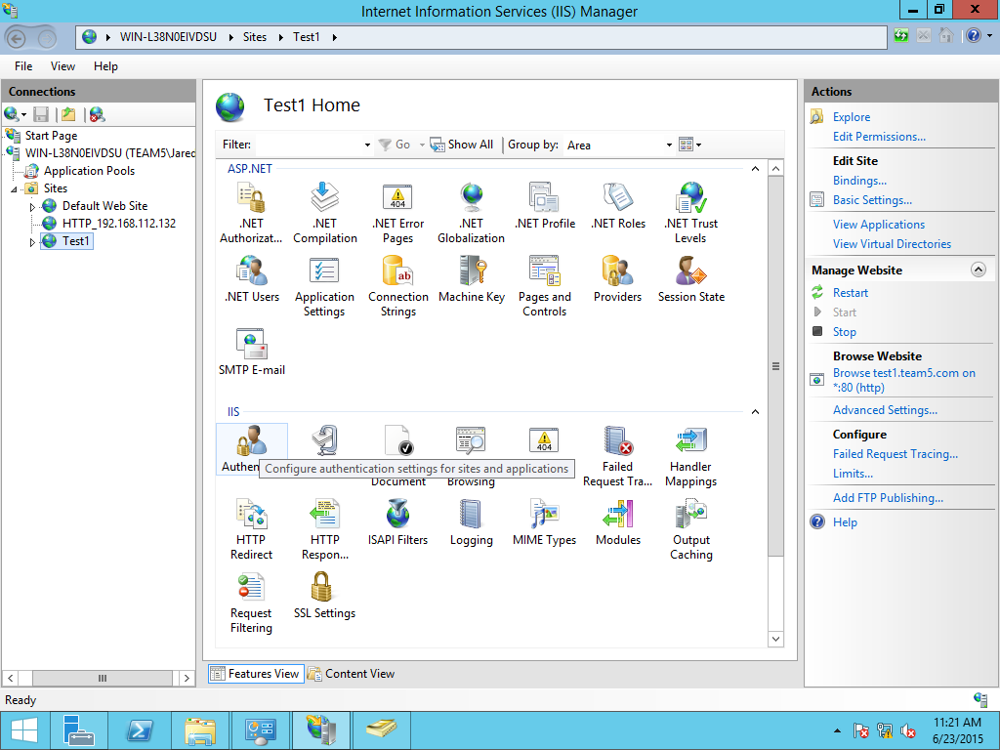 Internet Information Services (IIS) Manager
WIN-L38N0EIVDSU
Sites
Test1
File
View
Help
Connections
Start Page
WIN-L38N0EIVDSU (TEAM5\Jared
Application Pools
Sites
Default Web Site
HTTP_192.168.112.132
Test1
Test1 Home
Filter:
Go
Show All
Group by:
Area
ASP.NET
.NET Authorizat...
.NET Compilation
.NET Error Pages
.NET Globalization
.NET Profile
.NET Roles
.NET Trust Levels
.NET Users
Application Settings
Connection Strings
Machine Key
Pages and Controls
Providers
Session State
SMTP E-mail
IIS
Authen
Configure authentication settings for sites and applications
Document
Browsing
Failed Request Tra...
Handler Mappings
HTTP Redirect
HTTP Respon...
ISAPI Filters
Logging
MIME Types
Modules
Output Caching
Request Filtering
SSL Settings
404
ab
404
Features View
Content View
Actions
Explore
Edit Permissions...
Edit Site
Bindings...
Basic Settings...
View Applications
View Virtual Directories
Manage Website
Restart
Start
Stop
Browse Website
Browse test1.team5.com on
*:80 (http)
Advanced Settings...
Configure
Failed Request Tracing...
Limits...
Add FTP Publishing...
Help
Ready
11:21 AM
6/23/2015